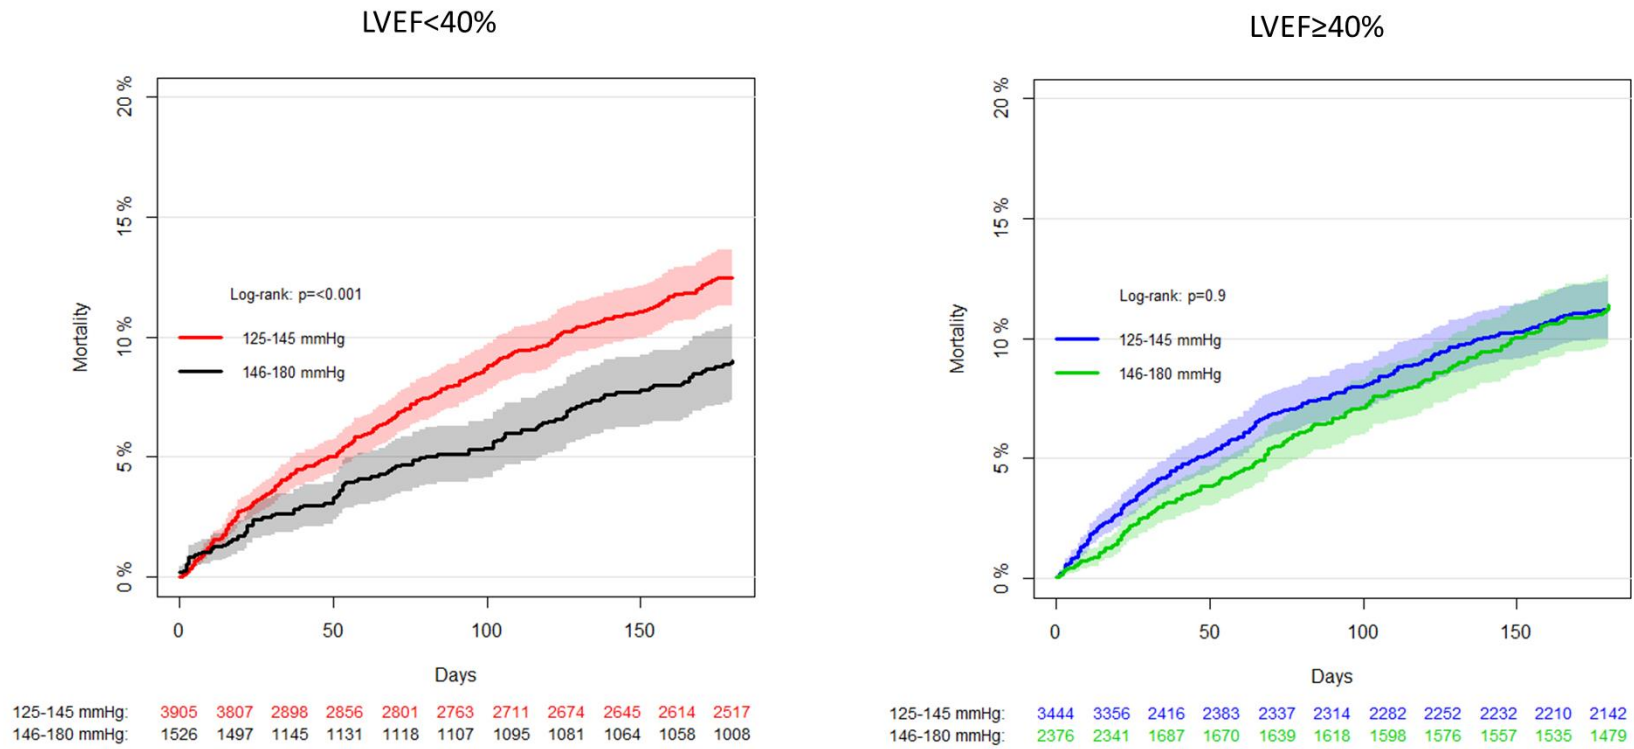 LVEF<40%
20 %
15 %
10 %
5 %
0 %
Mortality
Log-rank: p=<0.001
125-145 mmHg
146-180 mmHg
0 50 100 150
Days
125-145 mmHg: 3905 3807 2898 2856 2801 2763 2711 2674 2645 2614 2517
146-180 mmHg: 1526 1497 1145 1131 1118 1107 1095 1081 1064 1058 1008
LVEF≥40%
20 %
15 %
10 %
5 %
0 %
Mortality
Log-rank: p=0.9
125-145 mmHg
146-180 mmHg
0 50 100 150
Days
125-145 mmHg: 3444 3356 2416 2383 2337 2314 2282 2252 2232 2210 2142
146-180 mmHg: 2376 2341 1687 1670 1639 1618 1598 1576 1557 1535 1479